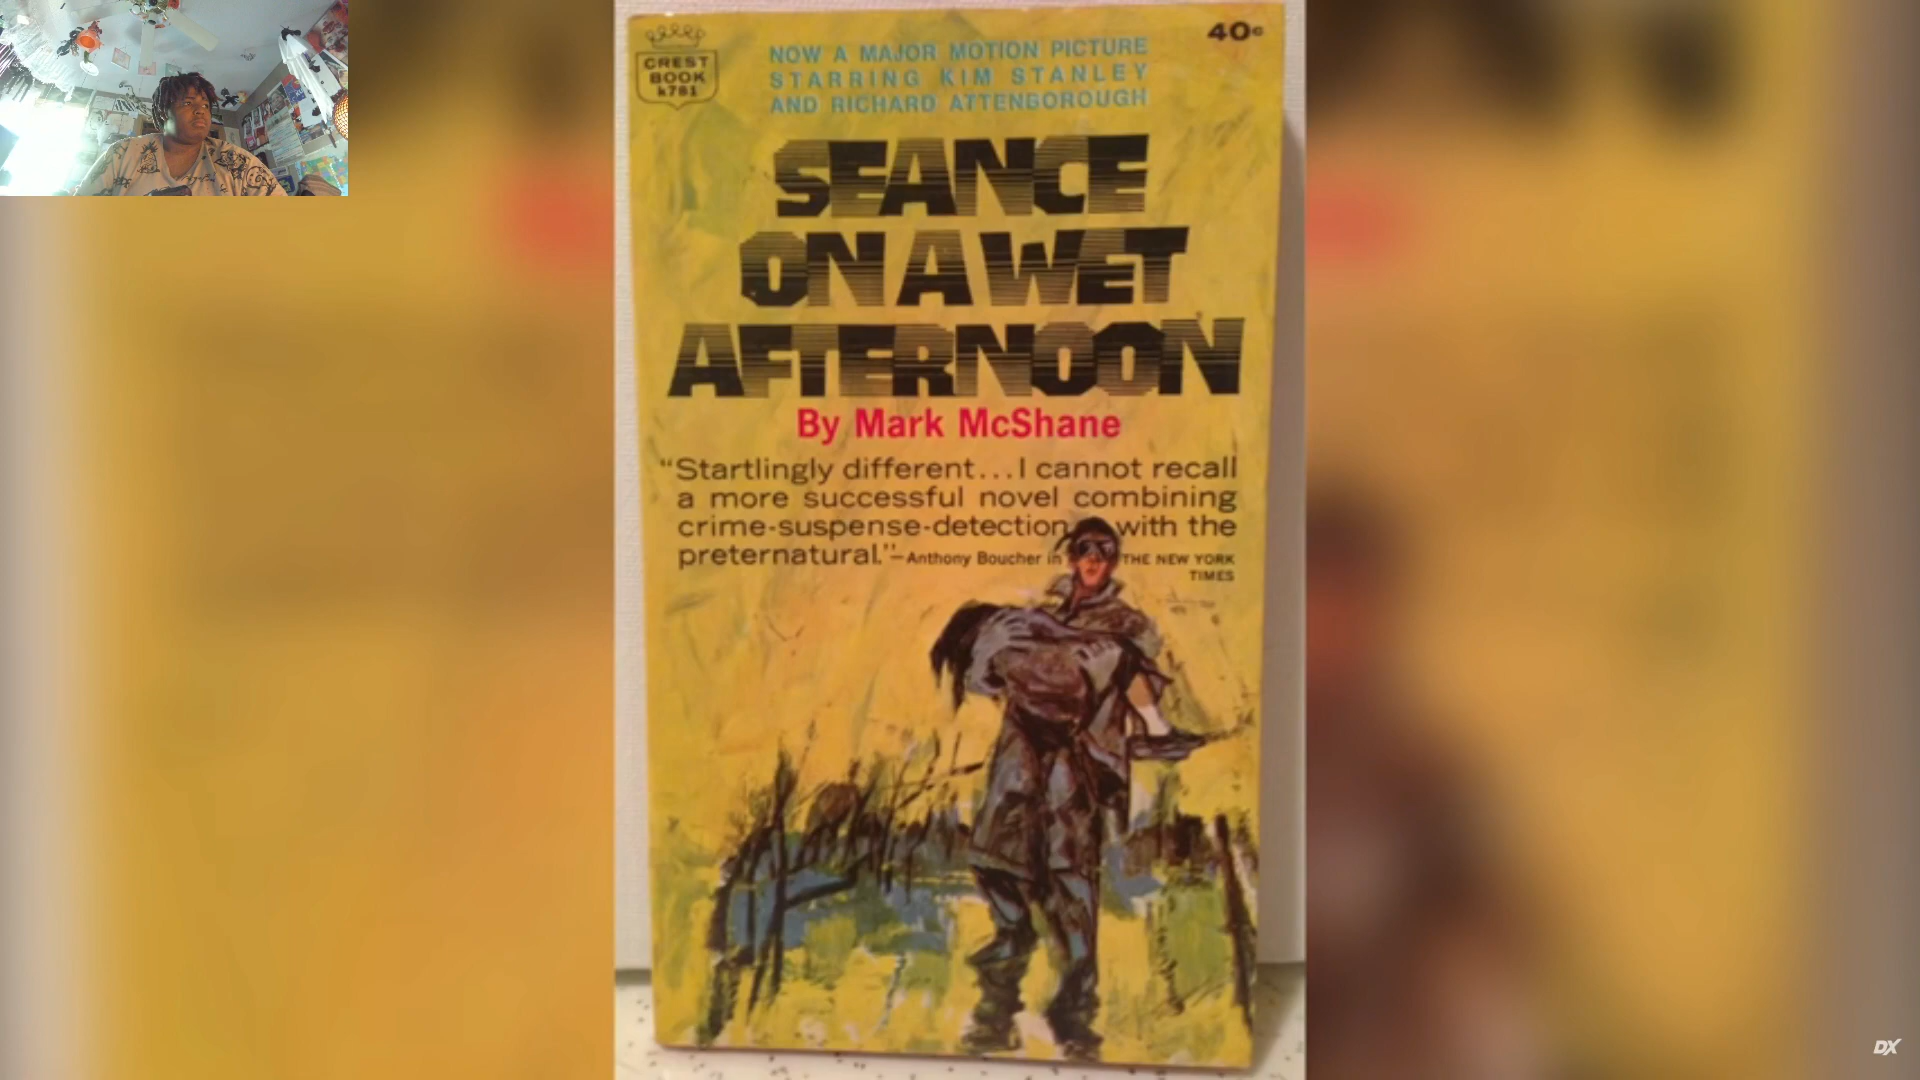 40c
CREST
BOOK
k781
NOW A MAJOR MOTION PICTURE
STARRING KIM STANLEY
AND RICHARD ATTENBOROUGH
SEANCE
ON A WET
AFTERNOON
By Mark McShane
"Startlingly different...I cannot recall
a more successful novel combining
crime-suspense-detection with the
preternatural."—Anthony Boucher in THE NEW YORK
TIMES
DX